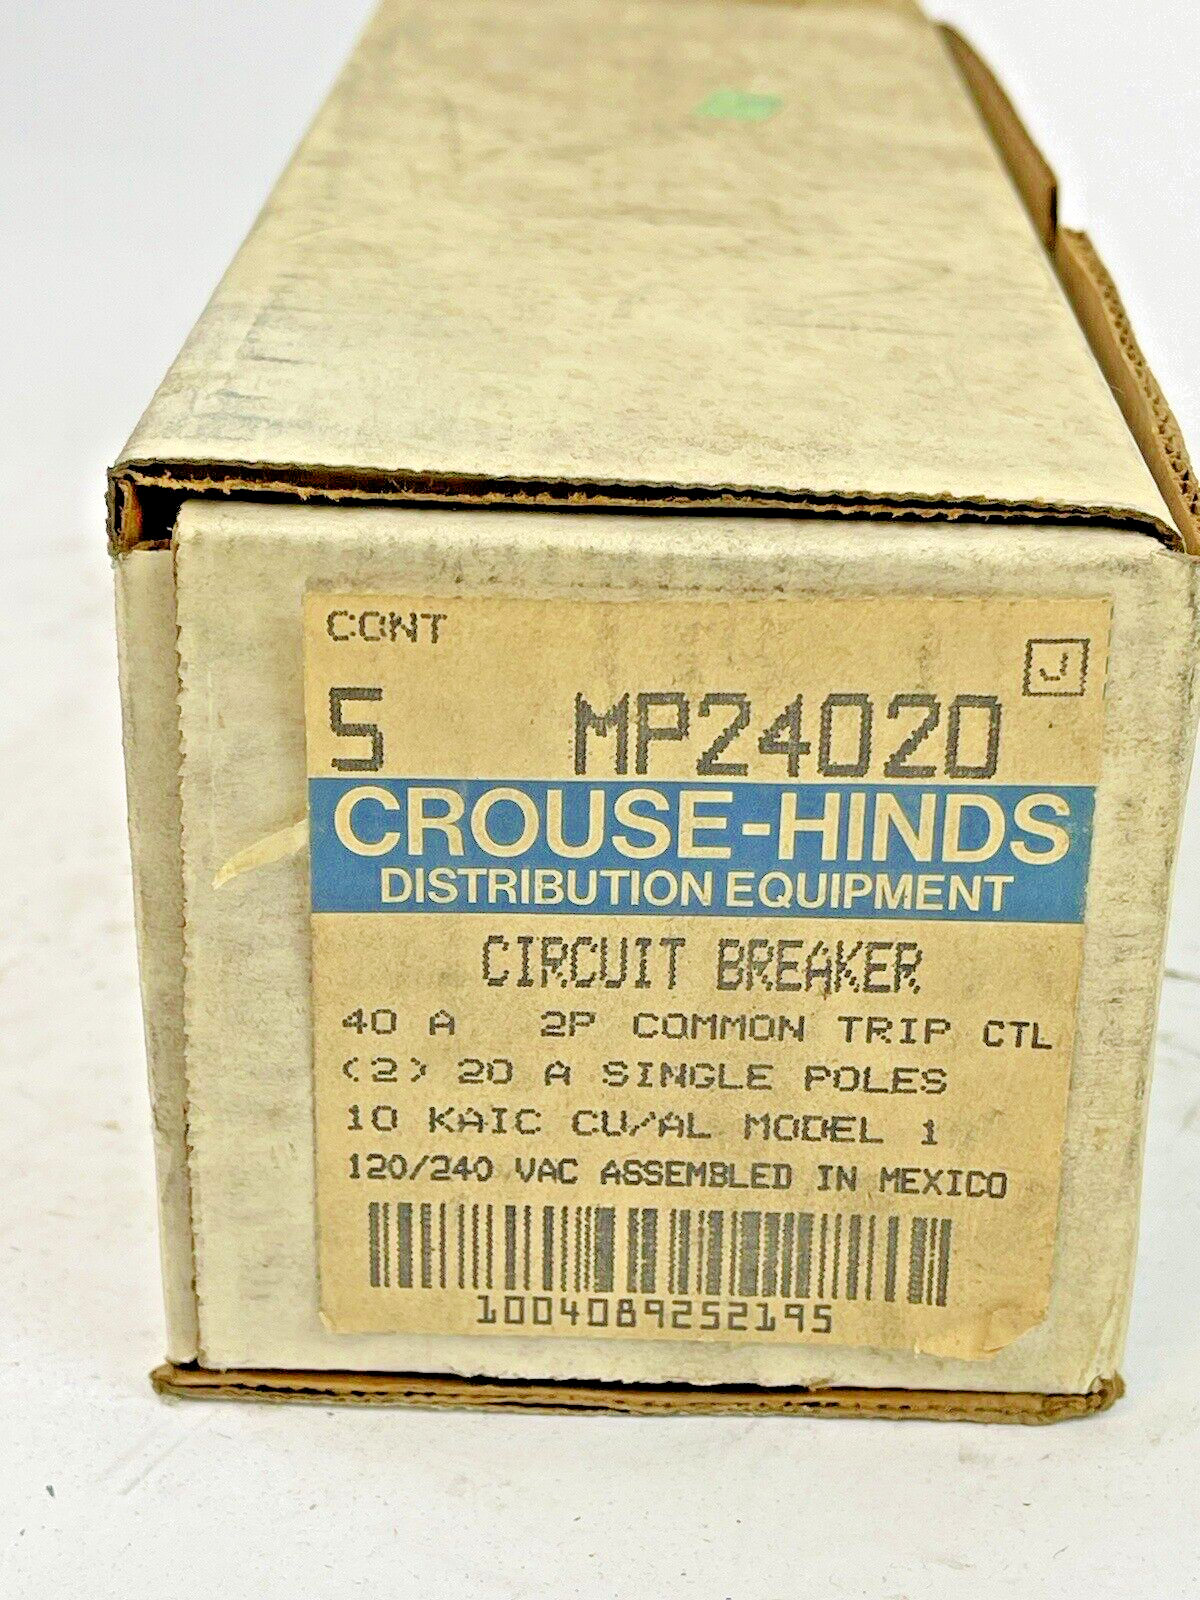 CONT
J
5 MP24020
CROUSE-HINDS
DISTRIBUTION EQUIPMENT
CIRCUIT BREAKER
40 A 2P COMMON TRIP CTL
(2) 20 A SINGLE POLES
10 KAIC CU/AL MODEL 1
120/240 VAC ASSEMBLED IN MEXICO
1004089252195